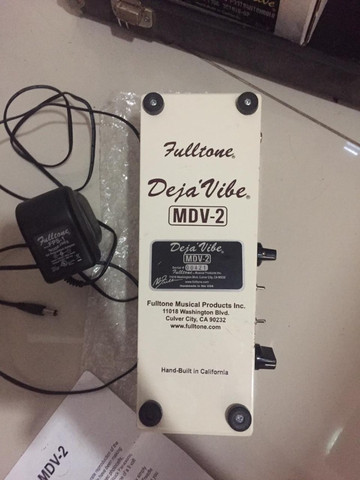 Fulltone®
Deja'Vibe®
MDV-2
Deja'Vibe®
MDV-2
Fulltone Musical Products Inc.
11018 Washington Blvd.
Culver City, CA 90232
www.fulltone.com
Hand-Built in California
Fulltone
MDV-2